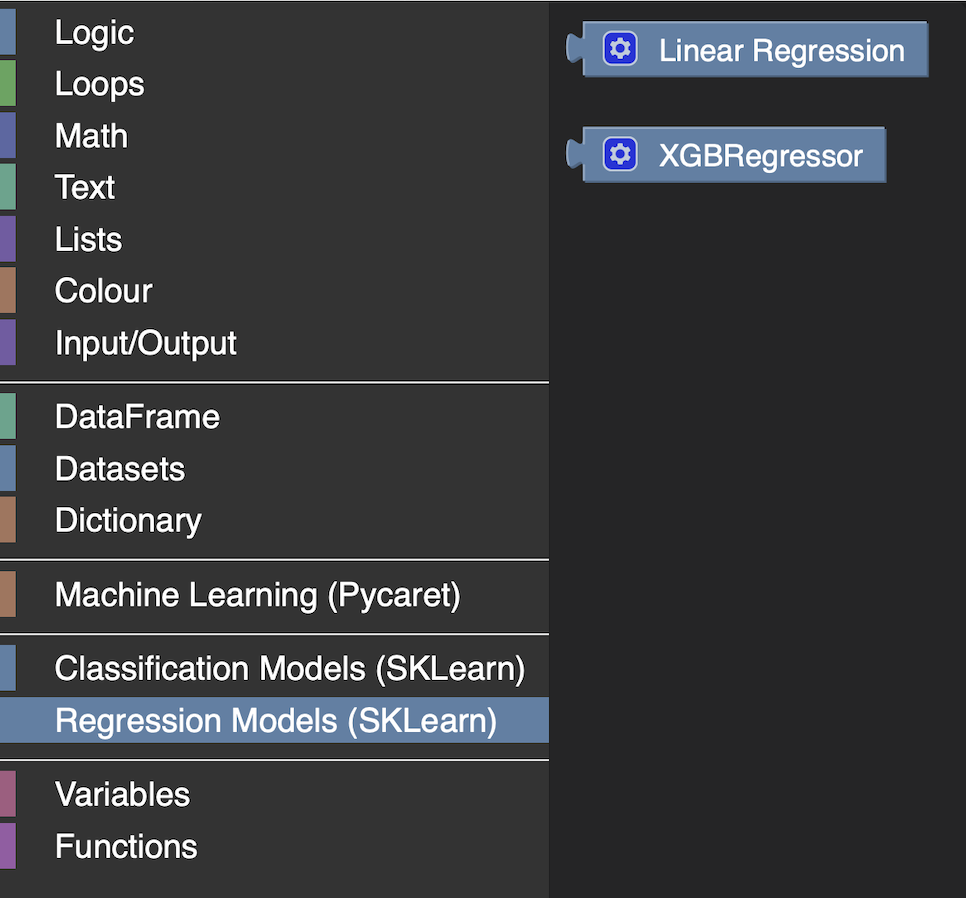 Logic
Loops
Math
Text
Lists
Colour
Input/Output
DataFrame
Datasets
Dictionary
Machine Learning (Pycaret)
Classification Models (SKLearn)
Regression Models (SKLearn)
Variables
Functions
Linear Regression
XGBRegressor